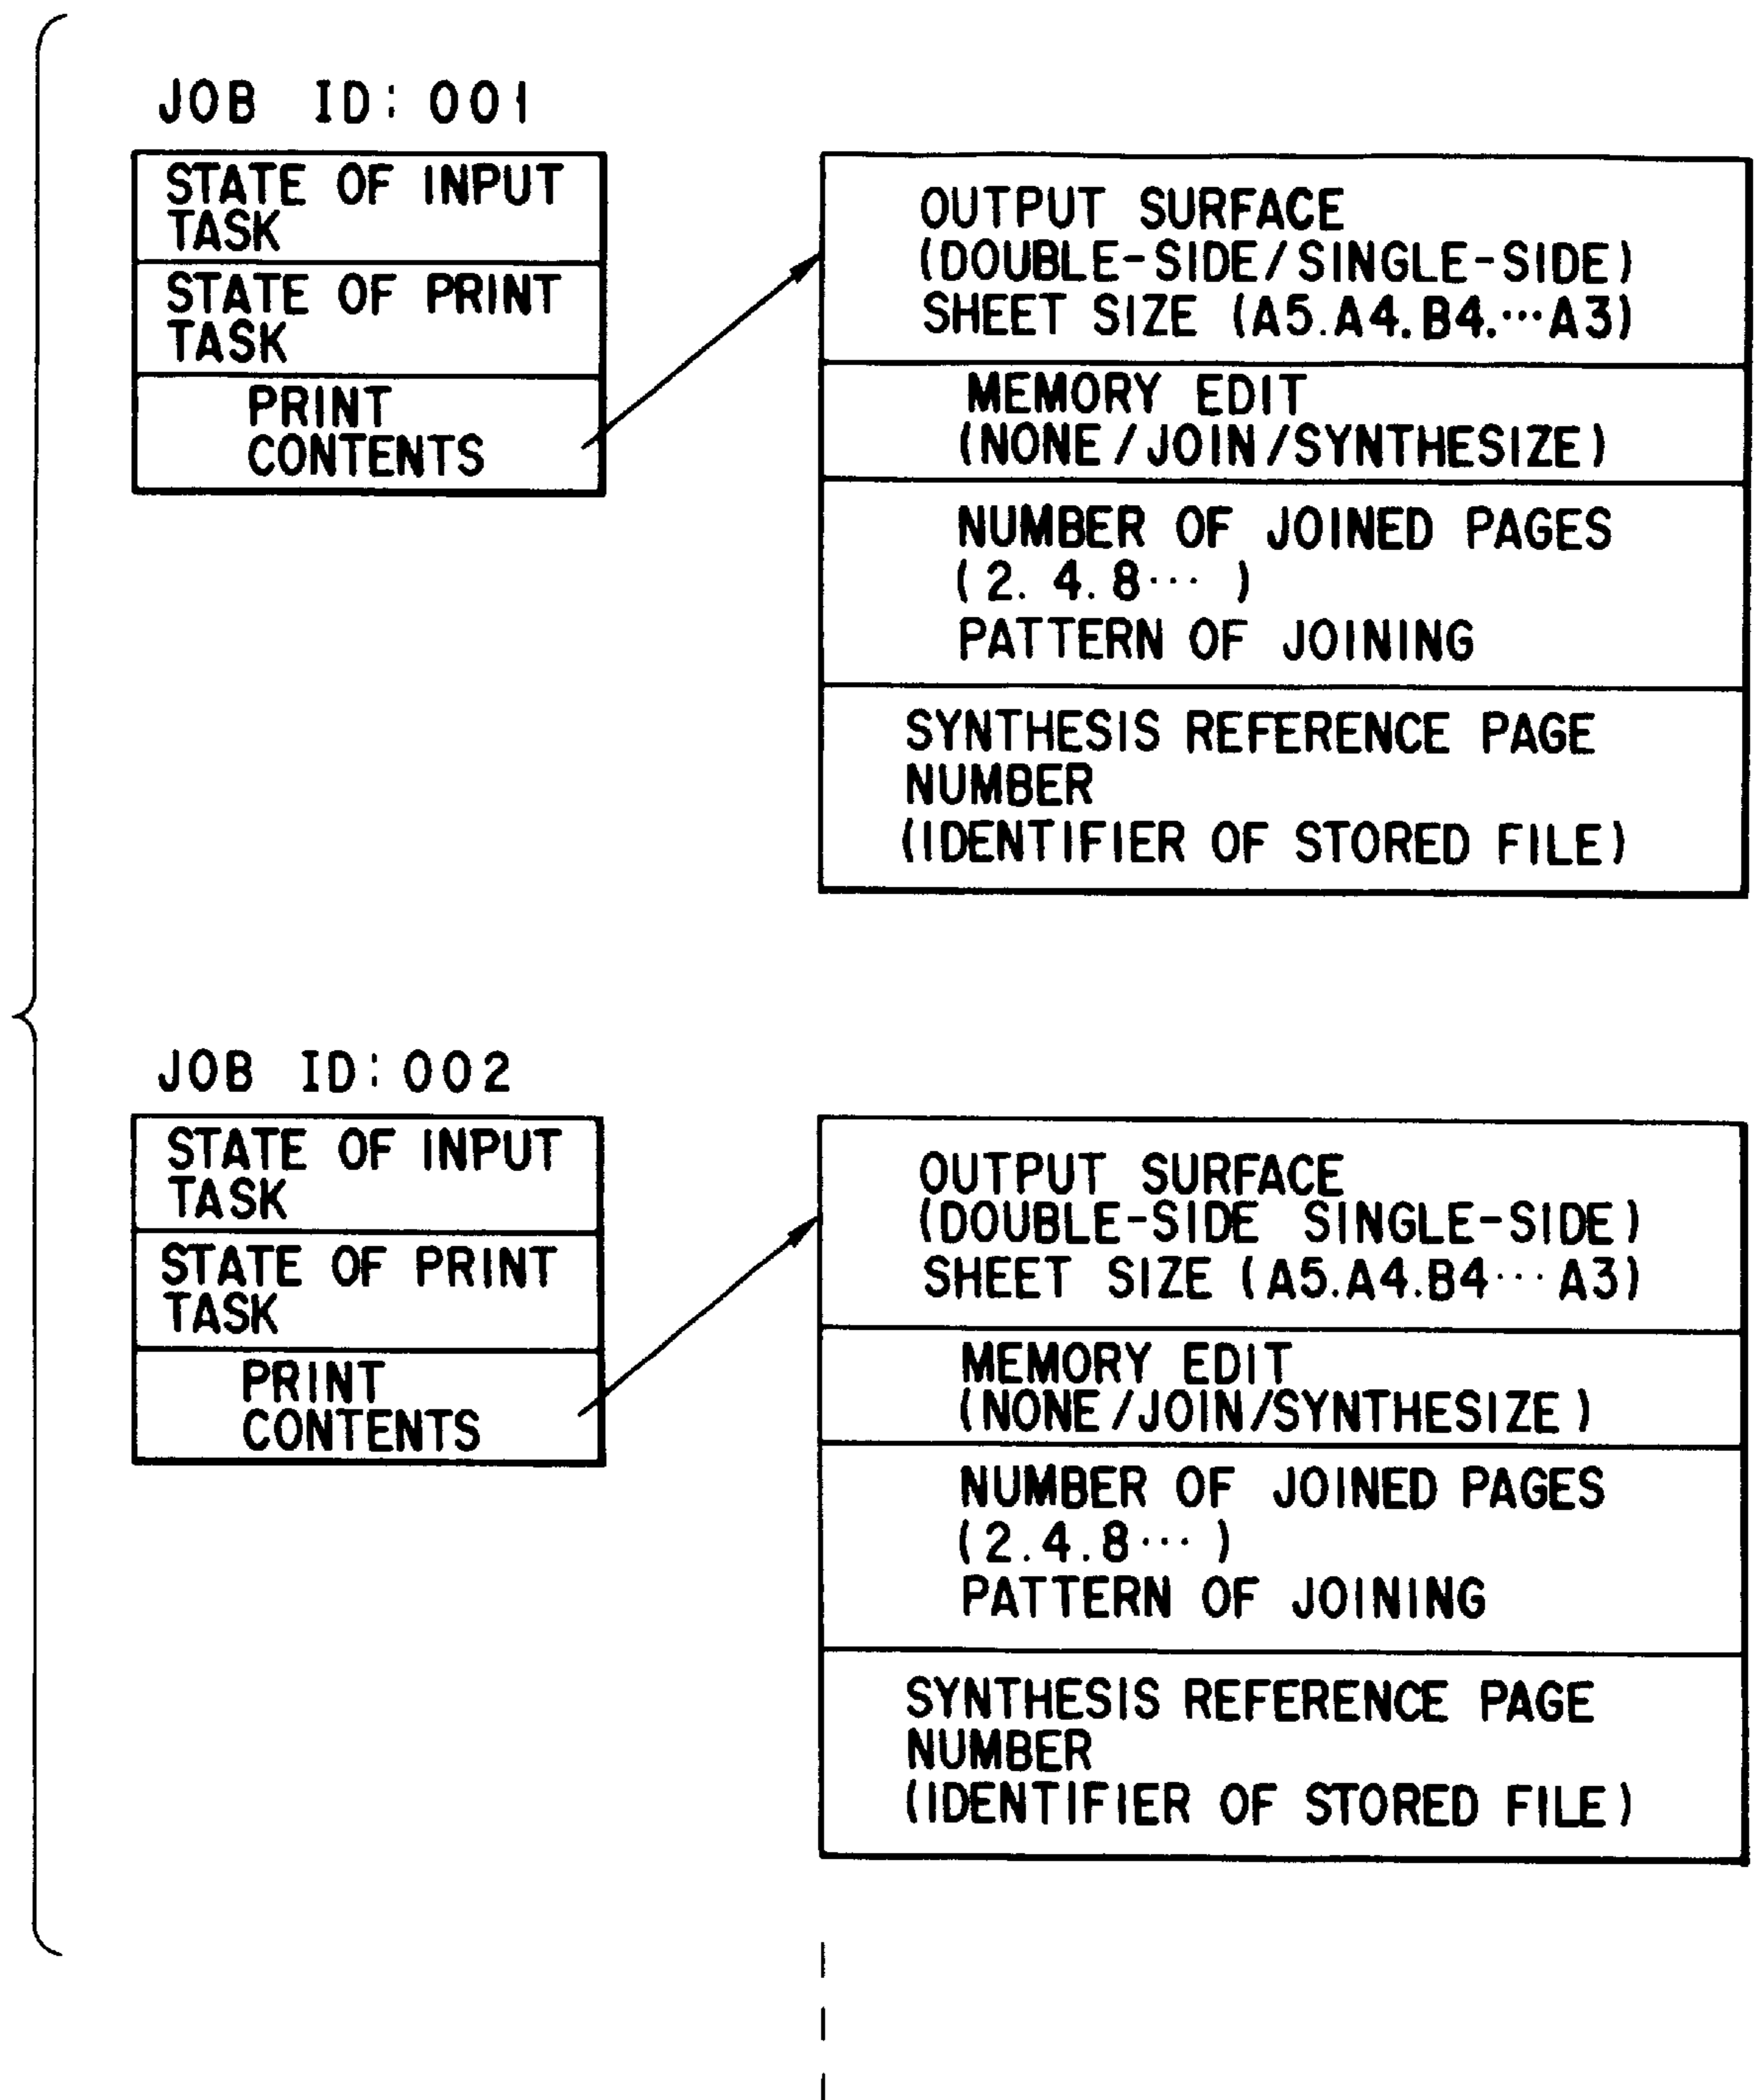 JOB ID: 001
STATE OF INPUT
TASK
STATE OF PRINT
TASK
PRINT
CONTENTS
OUTPUT SURFACE
(DOUBLE-SIDE/SINGLE-SIDE)
SHEET SIZE (A5.A4.B4.···A3)
MEMORY EDIT
(NONE/JOIN/SYNTHESIZE)
NUMBER OF JOINED PAGES
(2. 4. 8··· )
PATTERN OF JOINING
SYNTHESIS REFERENCE PAGE
NUMBER
(IDENTIFIER OF STORED FILE)
JOB ID: 002
STATE OF INPUT
TASK
STATE OF PRINT
TASK
PRINT
CONTENTS
OUTPUT SURFACE
(DOUBLE-SIDE SINGLE-SIDE)
SHEET SIZE (A5.A4.B4···A3)
MEMORY EDIT
(NONE/JOIN/SYNTHESIZE)
NUMBER OF JOINED PAGES
(2.4.8··· )
PATTERN OF JOINING
SYNTHESIS REFERENCE PAGE
NUMBER
(IDENTIFIER OF STORED FILE)